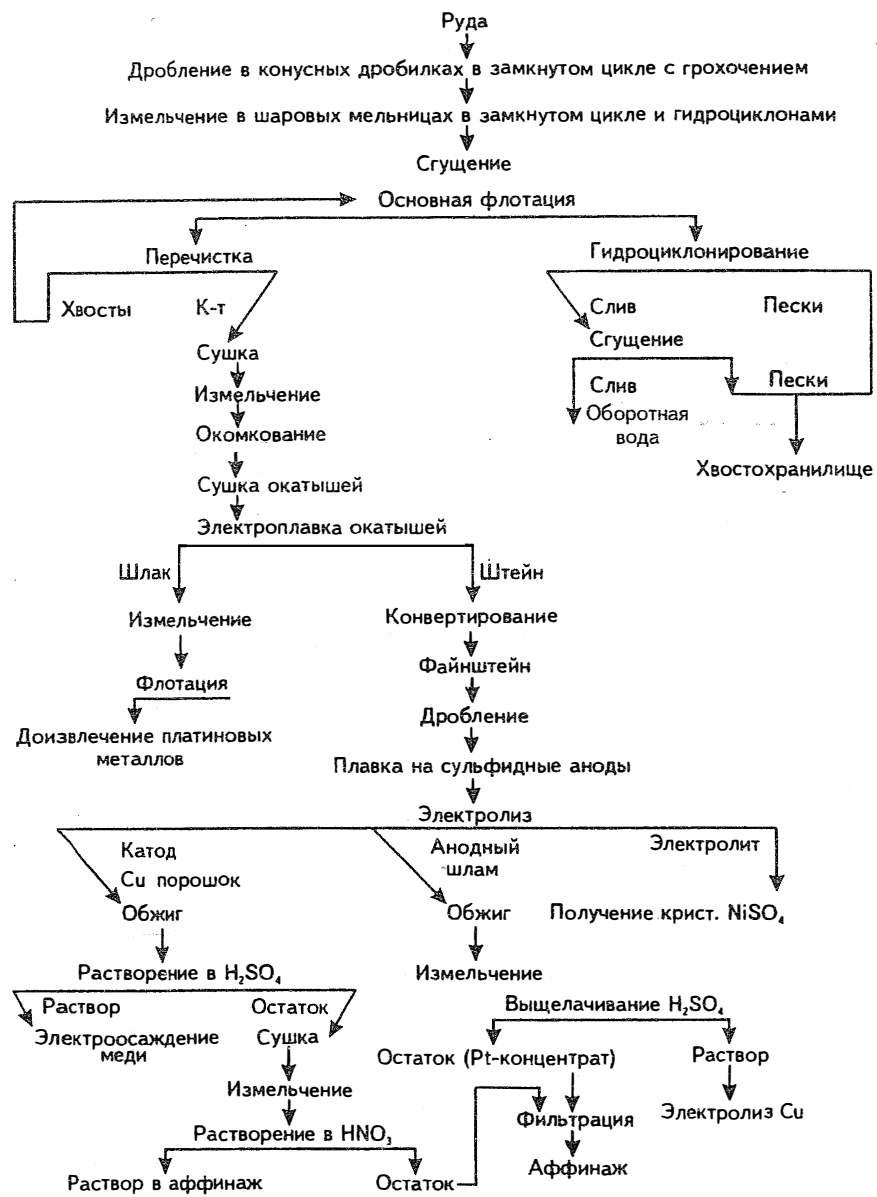 Руда
Дробление в конусных дробилках в замкнутом цикле с грохочением
Измельчение в шаровых мельницах в замкнутом цикле и гидроциклонами
Сгущение
Основная флотация
Перечистка
Гидроциклонирование
Хвосты
К-т
Слив
Пески
Сушка
Сгущение
Измельчение
Слив
Пески
Оборотная
вода
Окомкование
Хвостохранилище
Сушка окатышей
Электроплавка окатышей
Шлак
Штейн
Измельчение
Конвертирование
Файнштейн
Флотация
Дробление
Доизвлечение платиновых
металлов
Плавка на сульфидные аноды
Электролиз
Катод
Cu порошок
Анодный
шлам
Электролит
Обжиг
Обжиг
Получение крист. NiSO₄
Растворение в H₂SO₄
Измельчение
Раствор
Остаток
Выщелачивание H₂SO₄
Электроосаждение
меди
Сушка
Остаток (Pt-концентрат)
Раствор
Измельчение
Фильтрация
Электролиз Cu
Растворение в HNO₃
Аффинаж
Раствор в аффинаж
Остаток